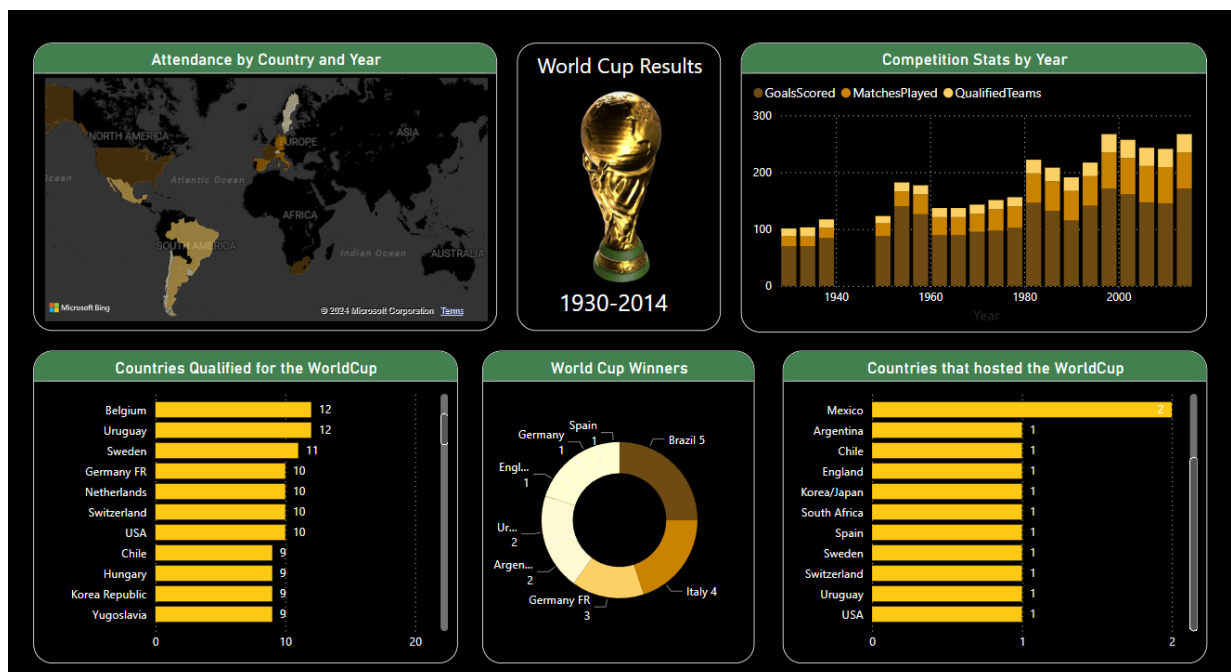 Attendance by Country and Year
NORTH AMERICA
EUROPE
ASIA
Ocean
Atlantic Ocean
AFRICA
SOUTH AMERICA
Indian Ocean
AUSTRALIA
Microsoft Bing
© 2024 Microsoft Corporation Terms
World Cup Results
1930-2014
Competition Stats by Year
GoalsScored MatchesPlayed QualifiedTeams
300
200
100
0
1940 1960 1980 2000
Year
Countries Qualified for the WorldCup
Belgium 12
Uruguay 12
Sweden 11
Germany FR 10
Netherlands 10
Switzerland 10
USA 10
Chile 9
Hungary 9
Korea Republic 9
Yugoslavia 9
0 10 20
World Cup Winners
Spain
1
Germany
1
Engl...
1
Ur...
2
Argen...
2
Germany FR
3
Brazil 5
Italy 4
Countries that hosted the WorldCup
Mexico 2
Argentina 1
Chile 1
England 1
Korea/Japan 1
South Africa 1
Spain 1
Sweden 1
Switzerland 1
Uruguay 1
USA 1
0 1 2